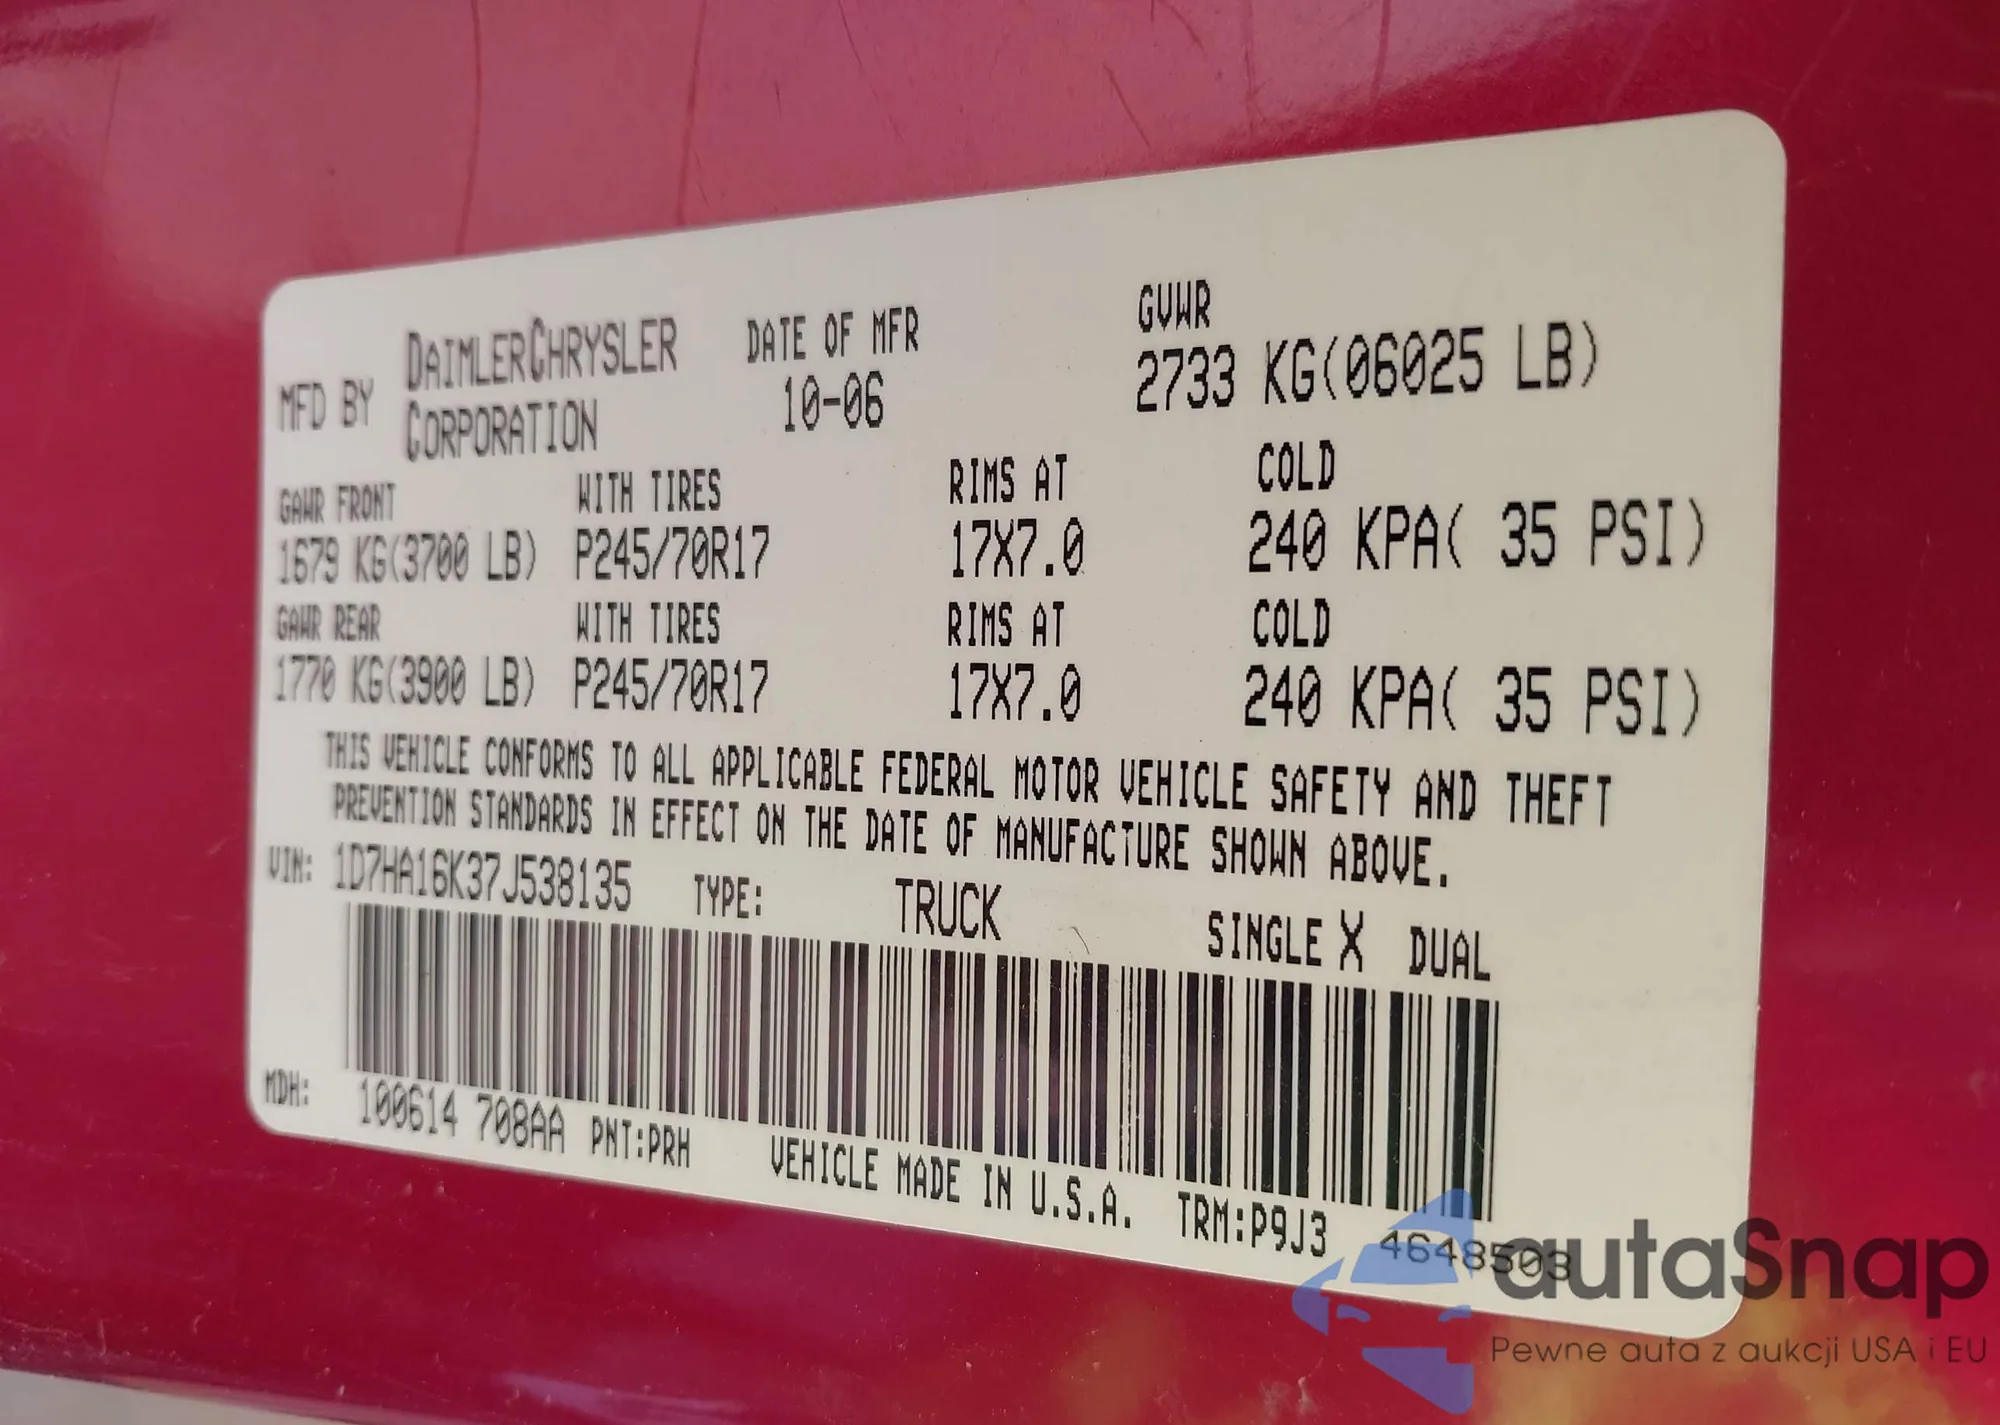 MFD BY DAIMLERCHRYSLER CORPORATION DATE OF MFR 10-06 GVWR 2733 KG(06025 LB)
GAWR FRONT WITH TIRES RIMS AT COLD
1679 KG(3700 LB) P245/70R17 17X7.0 240 KPA( 35 PSI)
GAWR REAR WITH TIRES RIMS AT COLD
1770 KG(3900 LB) P245/70R17 17X7.0 240 KPA( 35 PSI)
THIS VEHICLE CONFORMS TO ALL APPLICABLE FEDERAL MOTOR VEHICLE SAFETY AND THEFT
PREVENTION STANDARDS IN EFFECT ON THE DATE OF MANUFACTURE SHOWN ABOVE.
VIN: 1D7HA16K37J538135 TYPE: TRUCK SINGLE X DUAL
MDH: 100614 708AA PNT:PRH VEHICLE MADE IN U.S.A. TRM:P9J3 4648503
autaSnap
Pewne auta z aukcji USA i EU